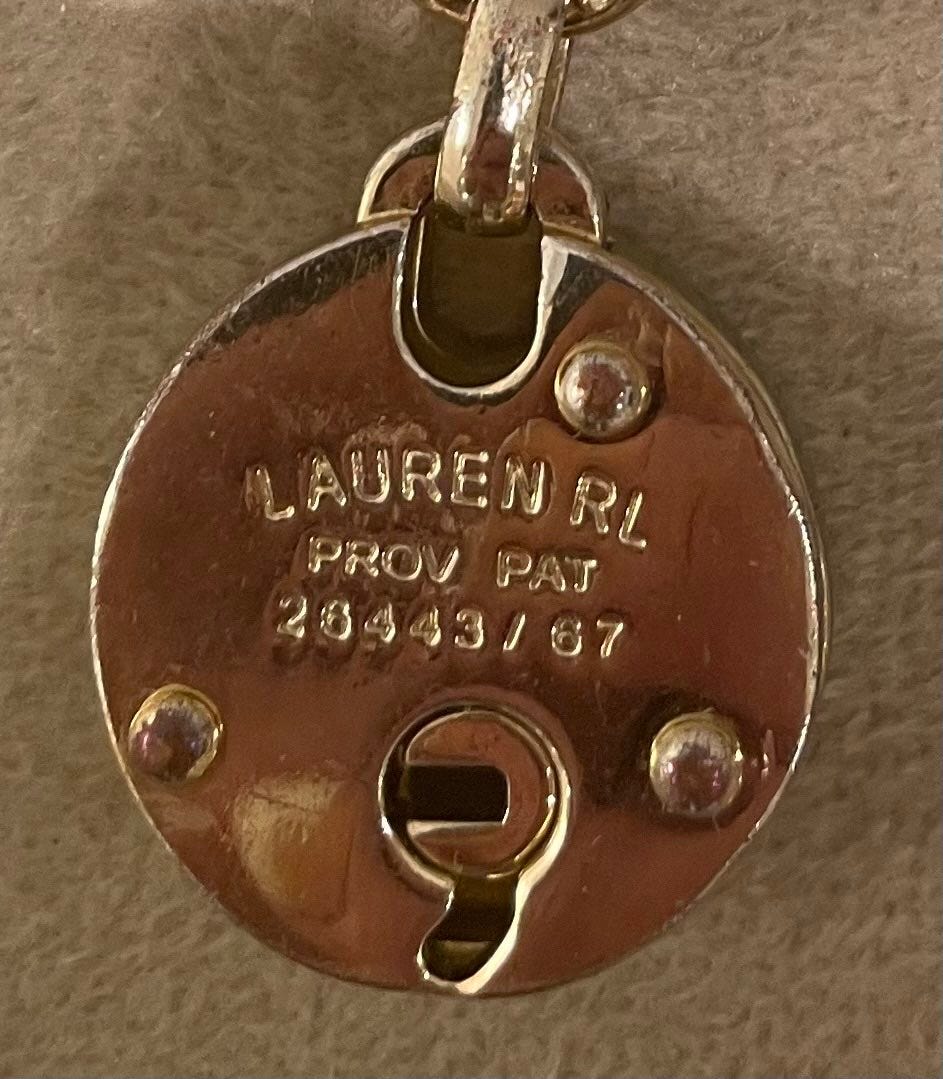 LAUREN RL
PROV PAT
26443/67